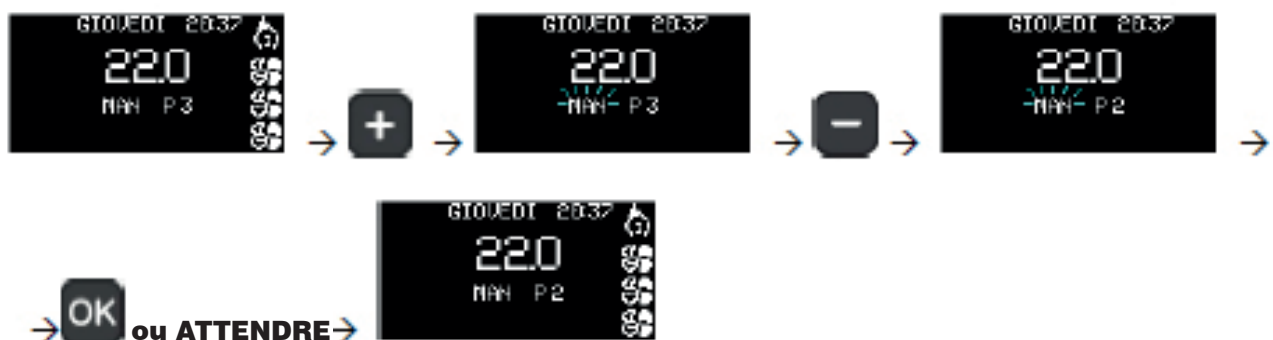 GIOVEDI 20:37
22.0
MAN P3
→ + →
GIOVEDI 20:37
22.0
MAN P3
→ - →
GIOVEDI 20:37
22.0
MAN P2
→
→ OK ou ATTENDRE →
GIOVEDI 20:37
22.0
MAN P2